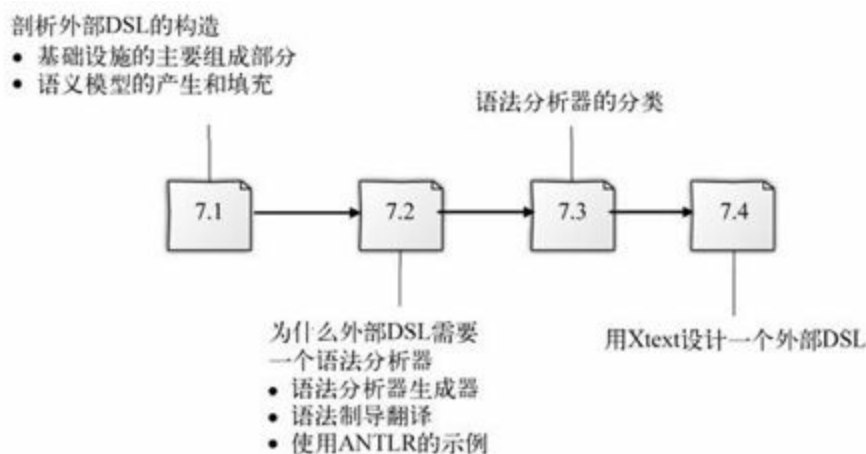 剖析外部DSL的构造
• 基础设施的主要组成部分
• 语义模型的产生和填充
语法分析器的分类
7.1
7.2
7.3
7.4
为什么外部DSL需要
一个语法分析器
• 语法分析器生成器
• 语法制导翻译
• 使用ANTLR的示例
用Xtext设计一个外部DSL